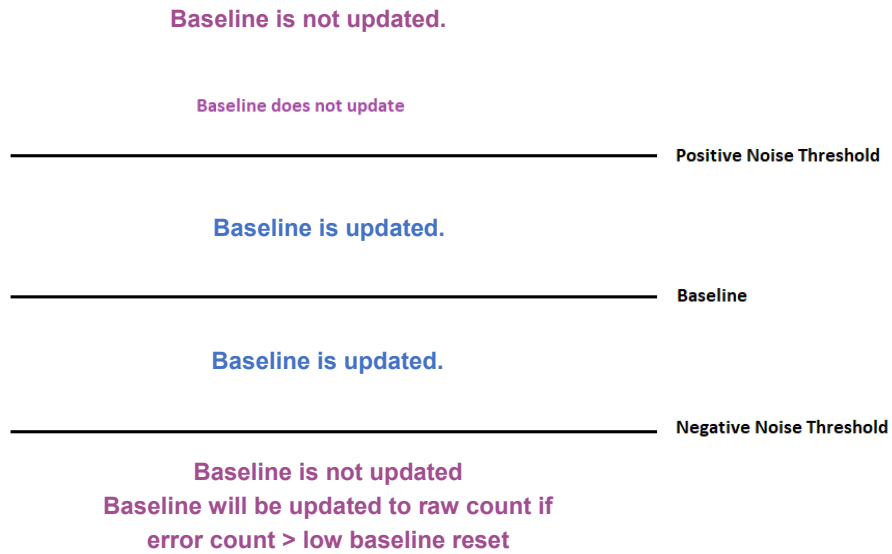 Baseline is not updated.
Baseline does not update
Positive Noise Threshold
Baseline is updated.
Baseline
Baseline is updated.
Negative Noise Threshold
Baseline is not updated
Baseline will be updated to raw count if
error count > low baseline reset